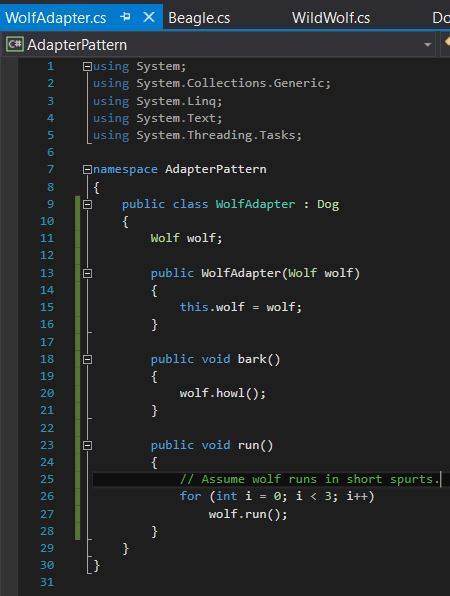 WolfAdapter.cs Beagle.cs WildWolf.cs Do
C# AdapterPattern
1 using System;
2 using System.Collections.Generic;
3 using System.Linq;
4 using System.Text;
5 using System.Threading.Tasks;
6
7 namespace AdapterPattern
8 {
9 public class WolfAdapter : Dog
10 {
11 Wolf wolf;
12
13 public WolfAdapter(Wolf wolf)
14 {
15 this.wolf = wolf;
16 }
17
18 public void bark()
19 {
20 wolf.howl();
21 }
22
23 public void run()
24 {
25 // Assume wolf runs in short spurts.
26 for (int i = 0; i < 3; i++)
27 wolf.run();
28 }
29 }
30 }
31